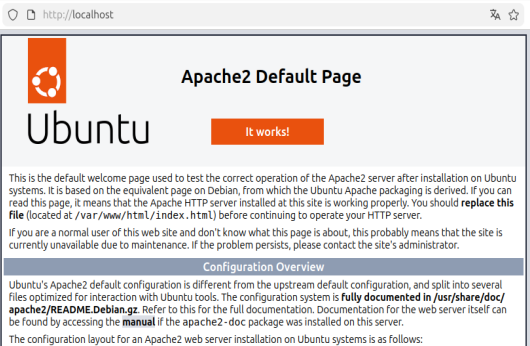 http://localhost
Apache2 Default Page
Ubuntu
It works!
This is the default welcome page used to test the correct operation of the Apache2 server after installation on Ubuntu
systems. It is based on the equivalent page on Debian, from which the Ubuntu Apache packaging is derived. If you can
read this page, it means that the Apache HTTP server installed at this site is working properly. You should replace this
file (located at /var/www/html/index.html) before continuing to operate your HTTP server.
If you are a normal user of this web site and don't know what this page is about, this probably means that the site is
currently unavailable due to maintenance. If the problem persists, please contact the site's administrator.
Configuration Overview
Ubuntu's Apache2 default configuration is different from the upstream default configuration, and split into several
files optimized for interaction with Ubuntu tools. The configuration system is fully documented in /usr/share/doc/
apache2/README.Debian.gz. Refer to this for the full documentation. Documentation for the web server itself can
be found by accessing the manual if the apache2-doc package was installed on this server.
The configuration layout for an Apache2 web server installation on Ubuntu systems is as follows: